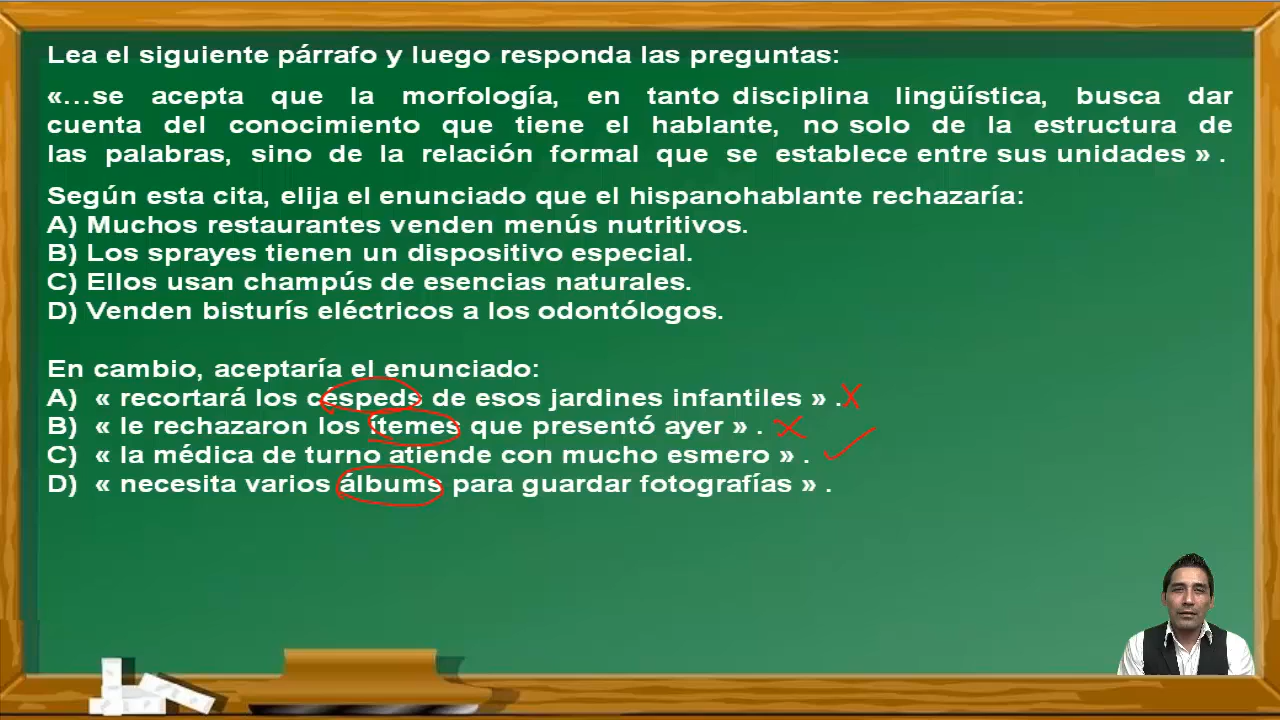 Lea el siguiente párrafo y luego responda las preguntas:
«...se acepta que la morfología, en tanto disciplina lingüística, busca dar
cuenta del conocimiento que tiene el hablante, no solo de la estructura de
las palabras, sino de la relación formal que se establece entre sus unidades » .
Según esta cita, elija el enunciado que el hispanohablante rechazaría:
A) Muchos restaurantes venden menús nutritivos.
B) Los sprayes tienen un dispositivo especial.
C) Ellos usan champús de esencias naturales.
D) Venden bisturís eléctricos a los odontólogos.
En cambio, aceptaría el enunciado:
A) « recortará los céspeds de esos jardines infantiles » .
B) « le rechazaron los ítemes que presentó ayer » .
C) « la médica de turno atiende con mucho esmero » .
D) « necesita varios álbums para guardar fotografías » .